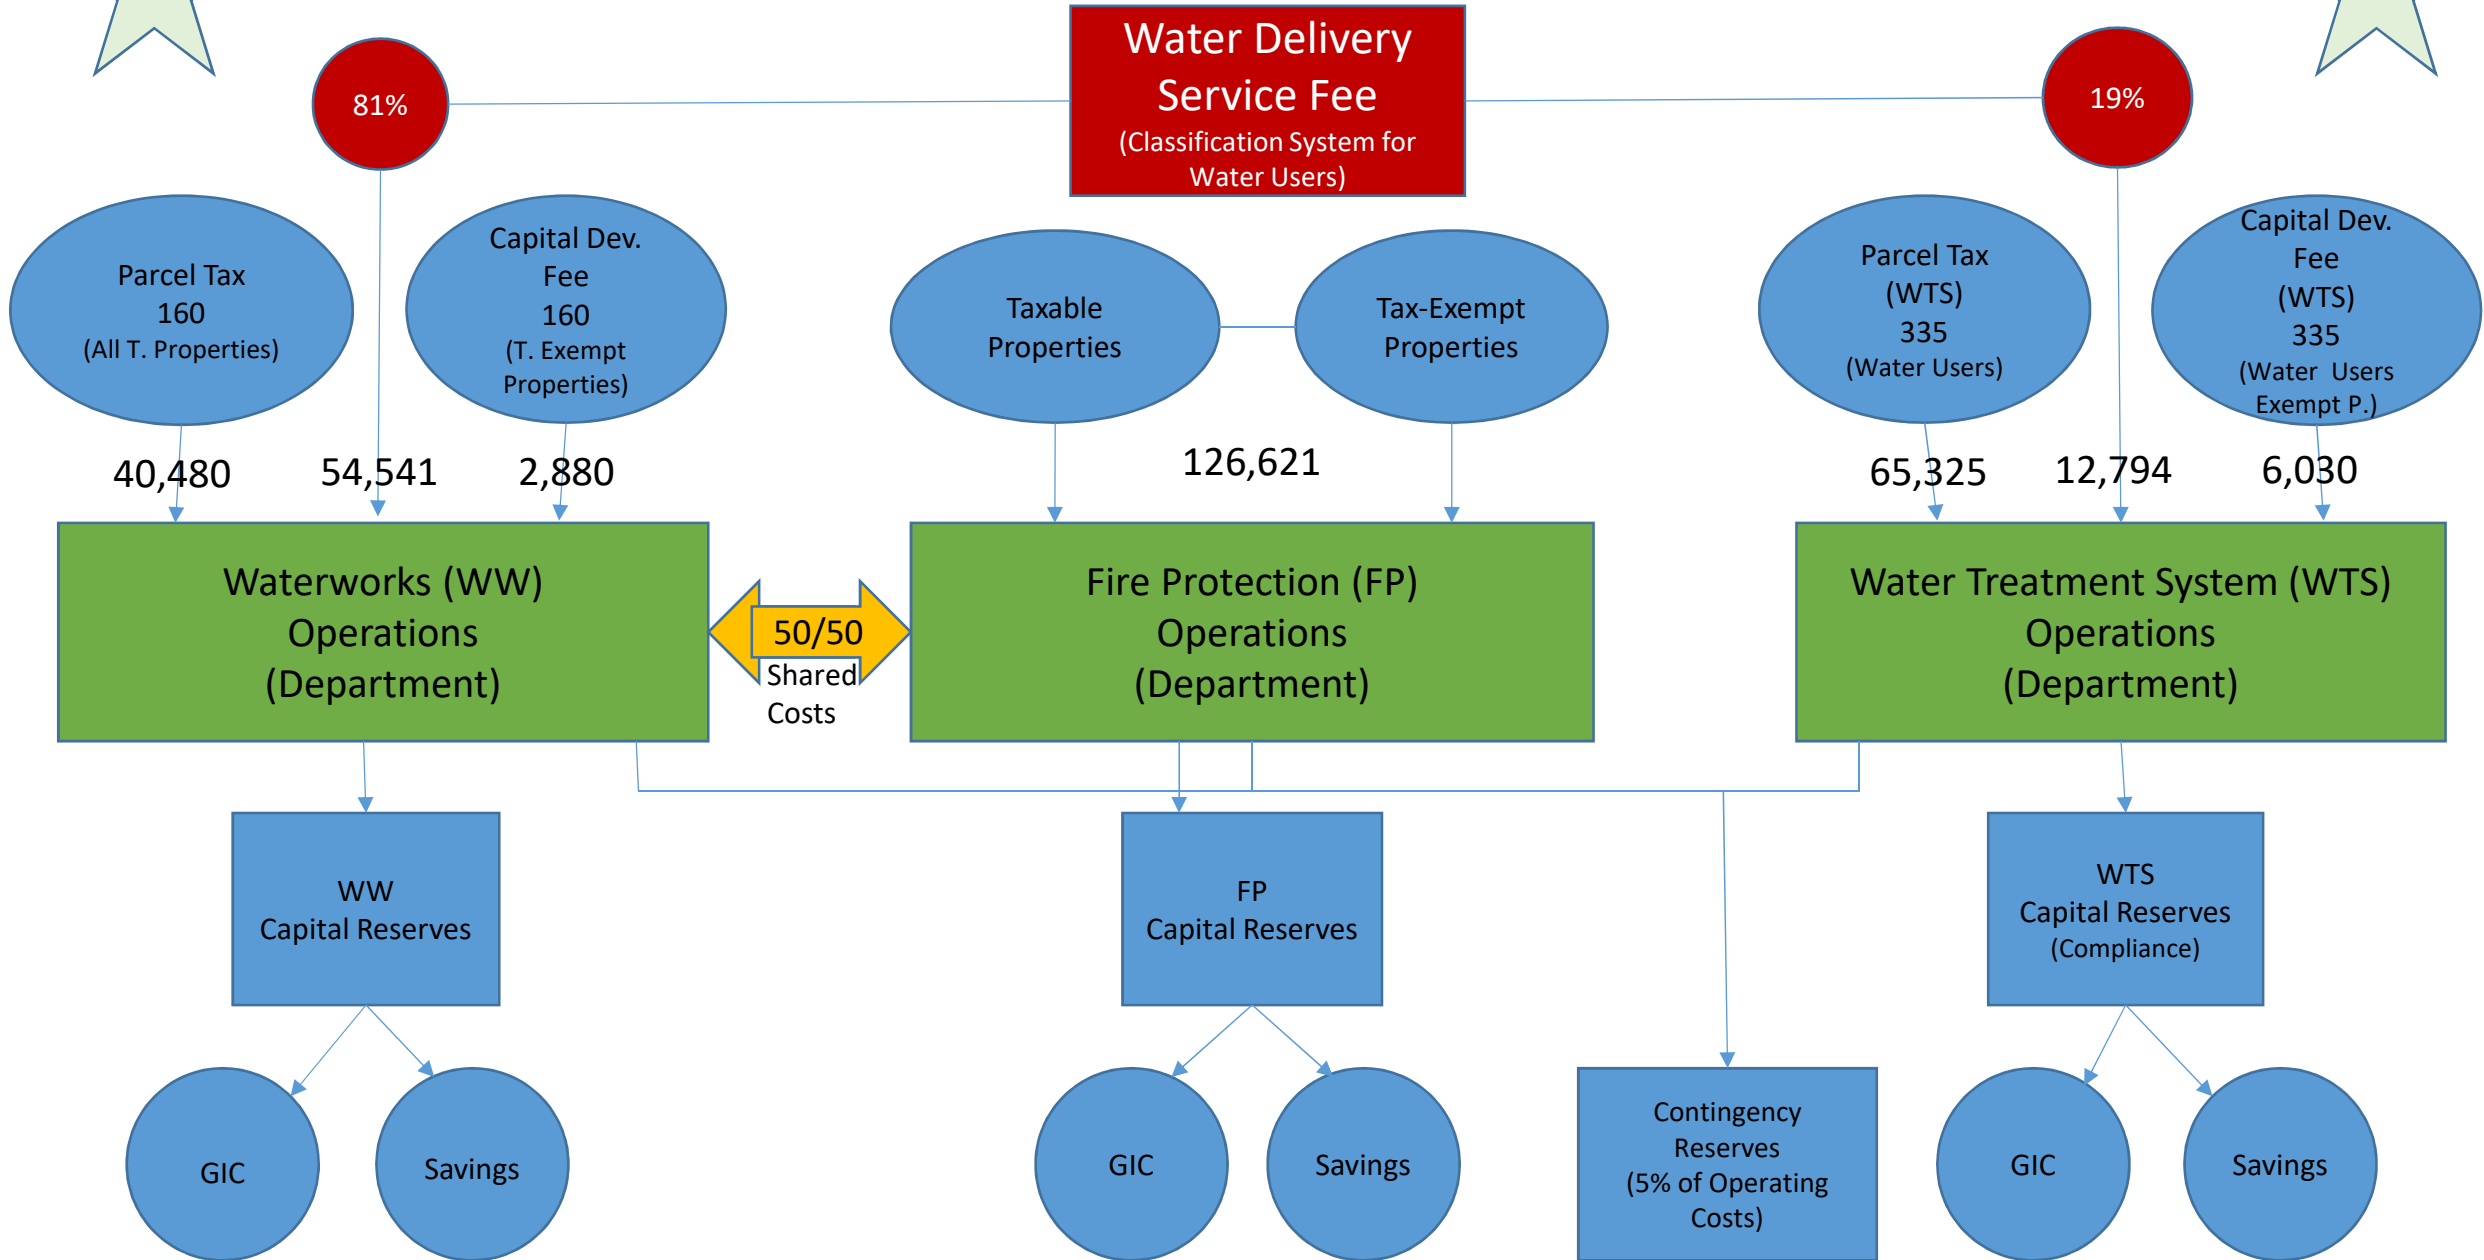 Water Delivery
Service Fee
(Classification System for
Water Users)
81%
19%
Parcel Tax
160
(All T. Properties)
Capital Dev.
Fee
160
(T. Exempt
Properties)
Taxable
Properties
Tax-Exempt
Properties
Parcel Tax
(WTS)
335
(Water Users)
Capital Dev.
Fee
(WTS)
335
(Water Users
Exempt P.)
40,480
54,541
2,880
126,621
65,325
12,794
6,030
Waterworks (WW)
Operations
(Department)
50/50
Shared
Costs
Fire Protection (FP)
Operations
(Department)
Water Treatment System (WTS)
Operations
(Department)
WW
Capital Reserves
FP
Capital Reserves
WTS
Capital Reserves
(Compliance)
GIC
Savings
GIC
Savings
Contingency
Reserves
(5% of Operating
Costs)
GIC
Savings